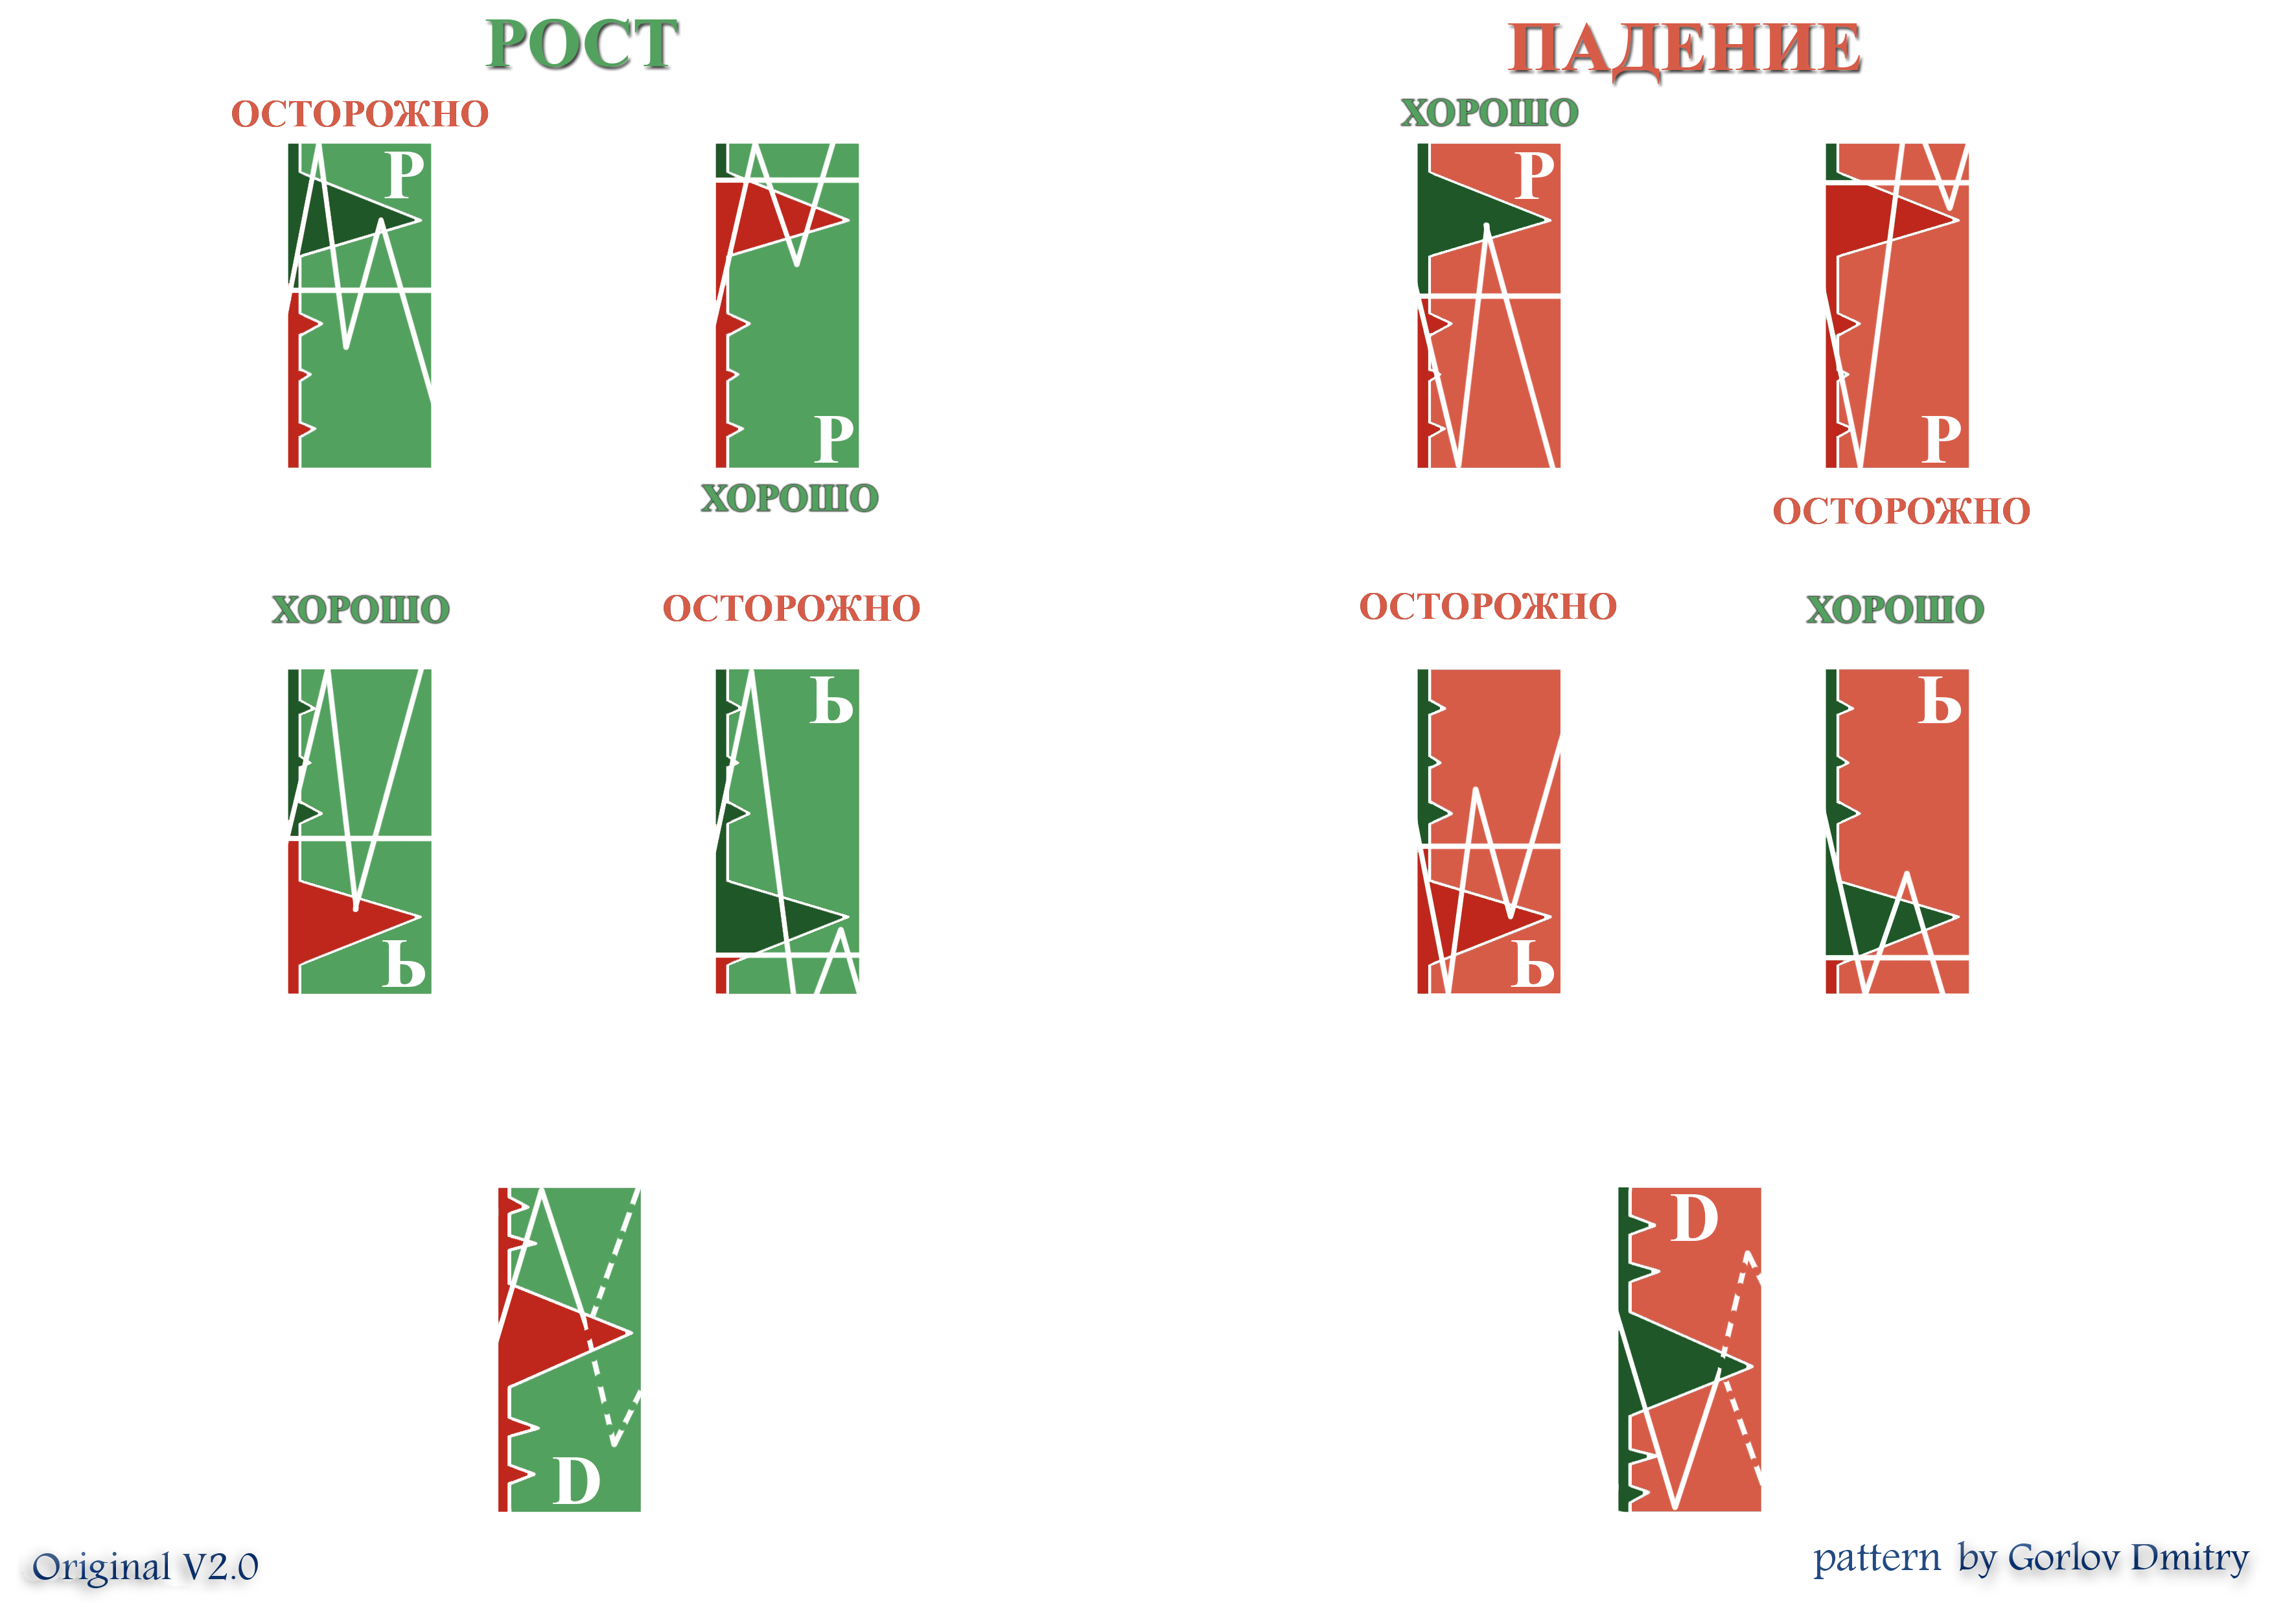 РОСТ
ПАДЕНИЕ
ОСТОРОЖНО
ХОРОШО
Р
Р
Р
Р
ХОРОШО
ОСТОРОЖНО
ХОРОШО
ОСТОРОЖНО
ОСТОРОЖНО
ХОРОШО
Ь
Ь
Ь
Ь
D
D
Original V2.0
pattern by Gorlov Dmitry